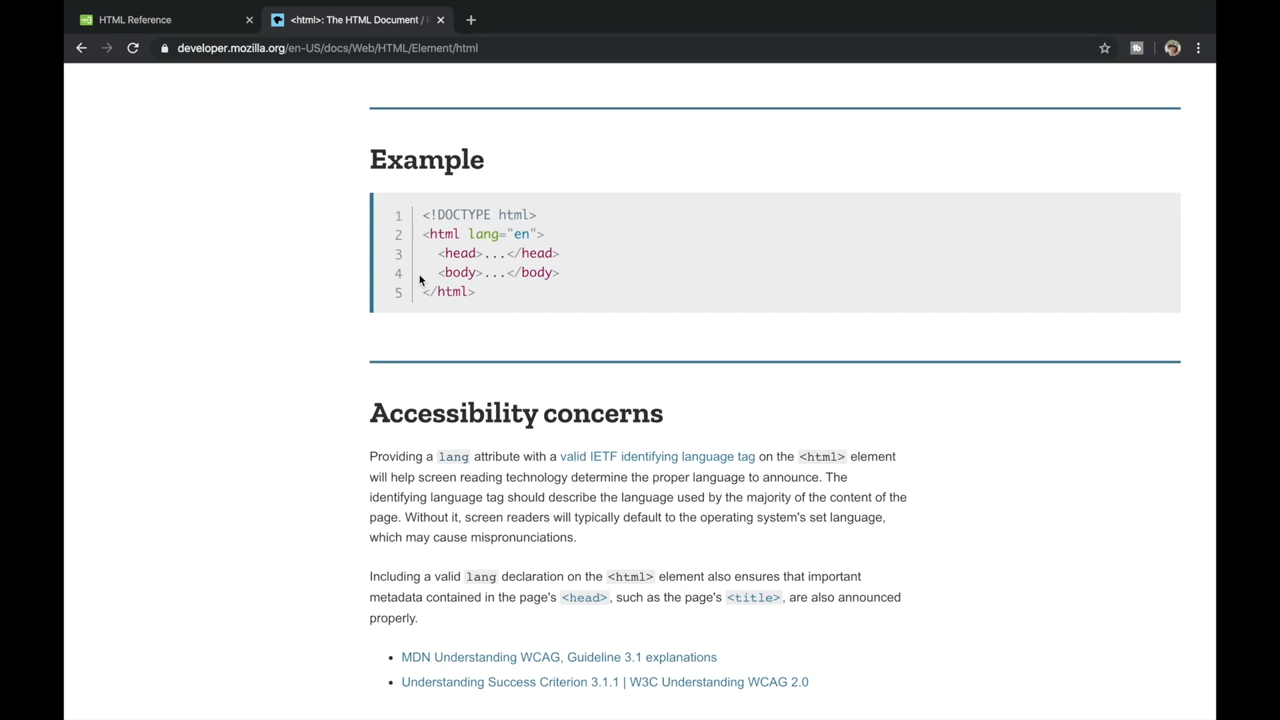 HTML Reference
<html>: The HTML Document /
developer.mozilla.org/en-US/docs/Web/HTML/Element/html
Example
1 <!DOCTYPE html>
2 <html lang="en">
3 <head>...</head>
4 <body>...</body>
5 </html>
Accessibility concerns
Providing a lang attribute with a valid IETF identifying language tag on the <html> element
will help screen reading technology determine the proper language to announce. The
identifying language tag should describe the language used by the majority of the content of the
page. Without it, screen readers will typically default to the operating system's set language,
which may cause mispronunciations.
Including a valid lang declaration on the <html> element also ensures that important
metadata contained in the page's <head>, such as the page's <title>, are also announced
properly.
• MDN Understanding WCAG, Guideline 3.1 explanations
• Understanding Success Criterion 3.1.1 | W3C Understanding WCAG 2.0